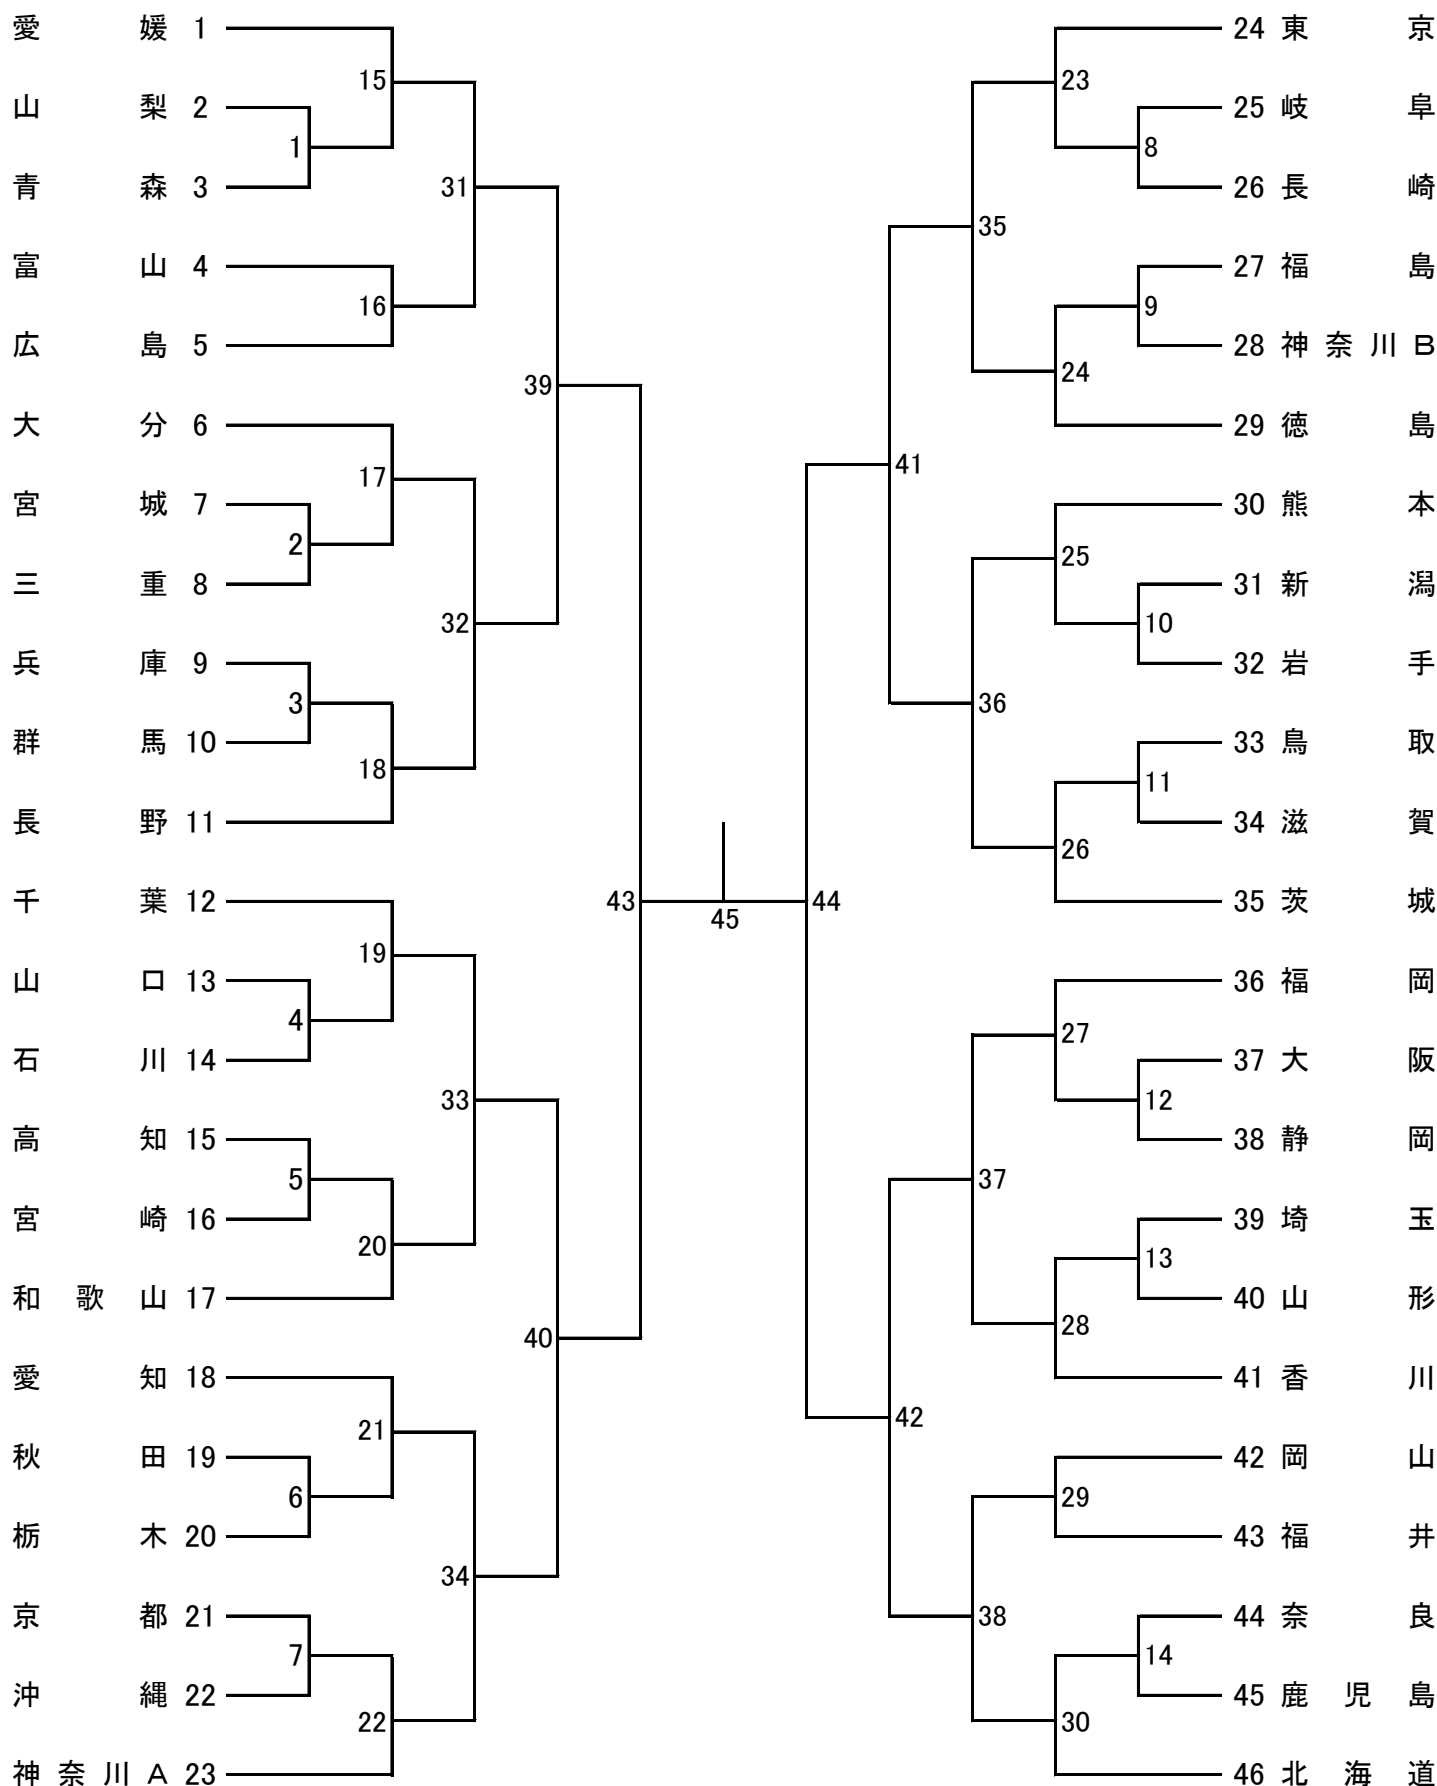 愛媛 1
15
山梨 2
1
青森 3
31
富山 4
16
広島 5
39
大分 6
17
宮城 7
2
三重 8
32
兵庫 9
3
群馬 10
18
長野 11
千葉 12
43
19
山口 13
4
石川 14
33
高知 15
5
宮崎 16
20
和歌山 17
40
愛知 18
21
秋田 19
6
栃木 20
34
京都 21
7
沖縄 22
22
神奈川A 23
45
24 東京
23
25 岐阜
8
26 長崎
35
27 福島
9
28 神奈川B
24
29 徳島
41
30 熊本
25
31 新潟
10
32 岩手
36
33 鳥取
11
34 滋賀
26
35 茨城
44
36 福岡
27
37 大阪
12
38 静岡
37
39 埼玉
13
40 山形
28
41 香川
42
42 岡山
29
43 福井
38
44 奈良
14
45 鹿児島
30
46 北海道